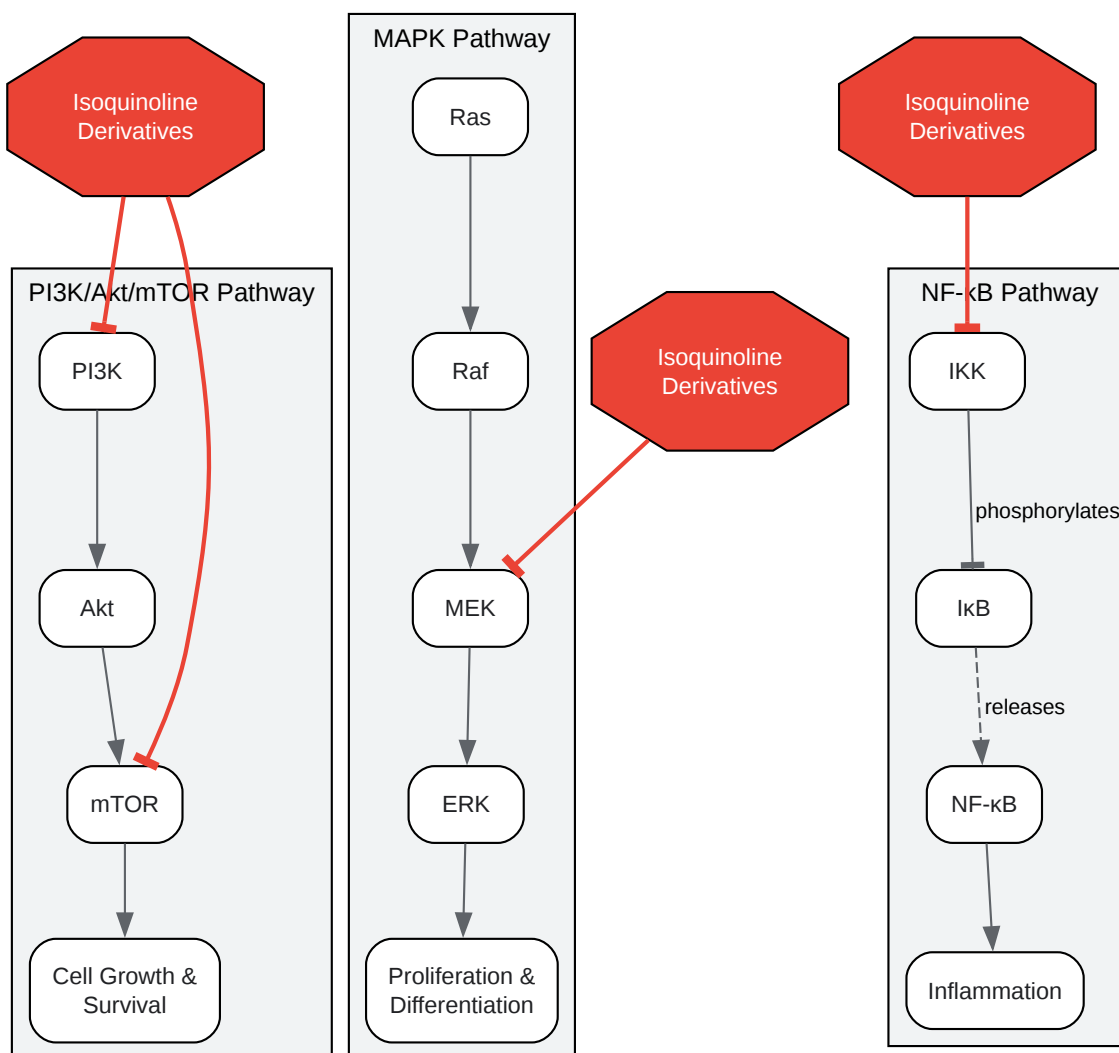 Isoquinoline
Derivatives
PI3K/Akt/mTOR Pathway
PI3K
Akt
mTOR
Cell Growth &
Survival
MAPK Pathway
Ras
Raf
MEK
ERK
Proliferation &
Differentiation
Isoquinoline
Derivatives
Isoquinoline
Derivatives
NF-κB Pathway
IKK
phosphorylates
IκB
releases
NF-κB
Inflammation